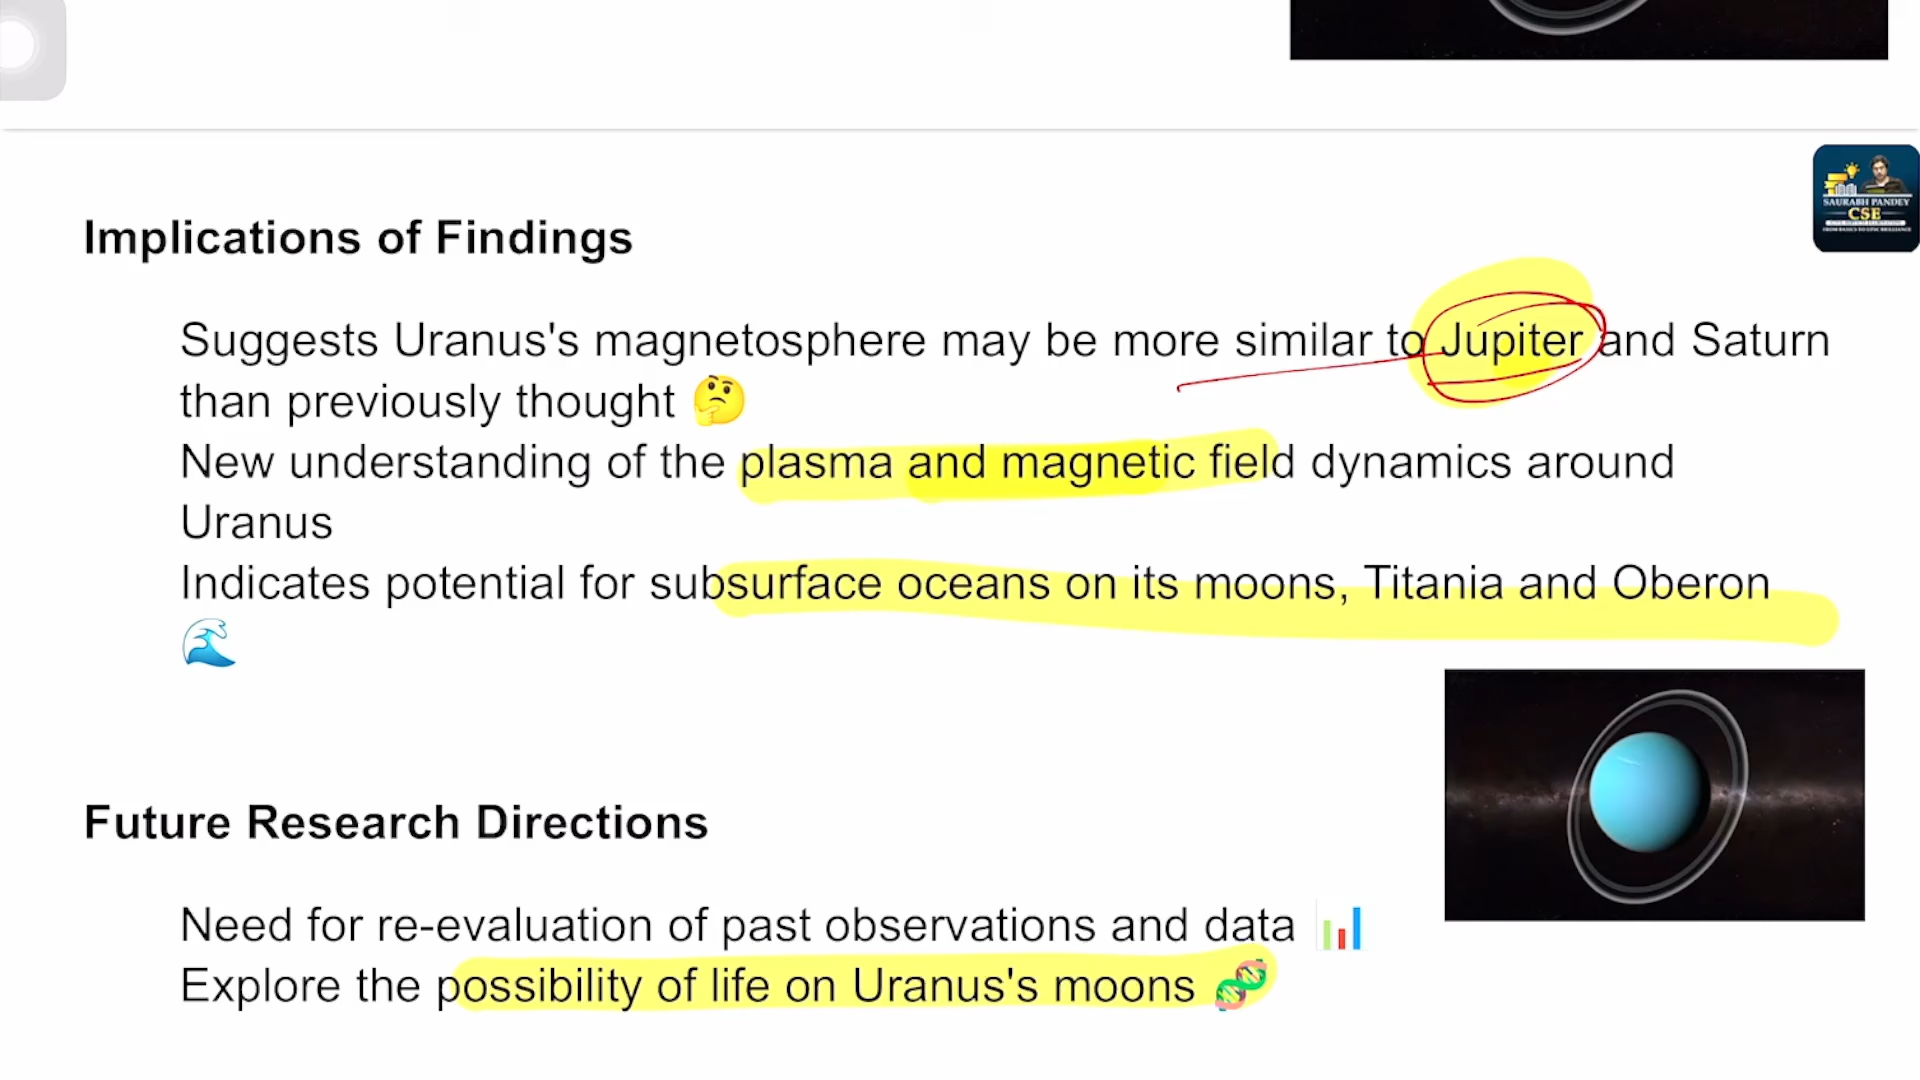 SAURABH PANDEY
CSE
Implications of Findings
Suggests Uranus's magnetosphere may be more similar to Jupiter and Saturn
than previously thought 🤔
New understanding of the plasma and magnetic field dynamics around
Uranus
Indicates potential for subsurface oceans on its moons, Titania and Oberon
🌊
Future Research Directions
Need for re-evaluation of past observations and data 📊
Explore the possibility of life on Uranus's moons 🧬